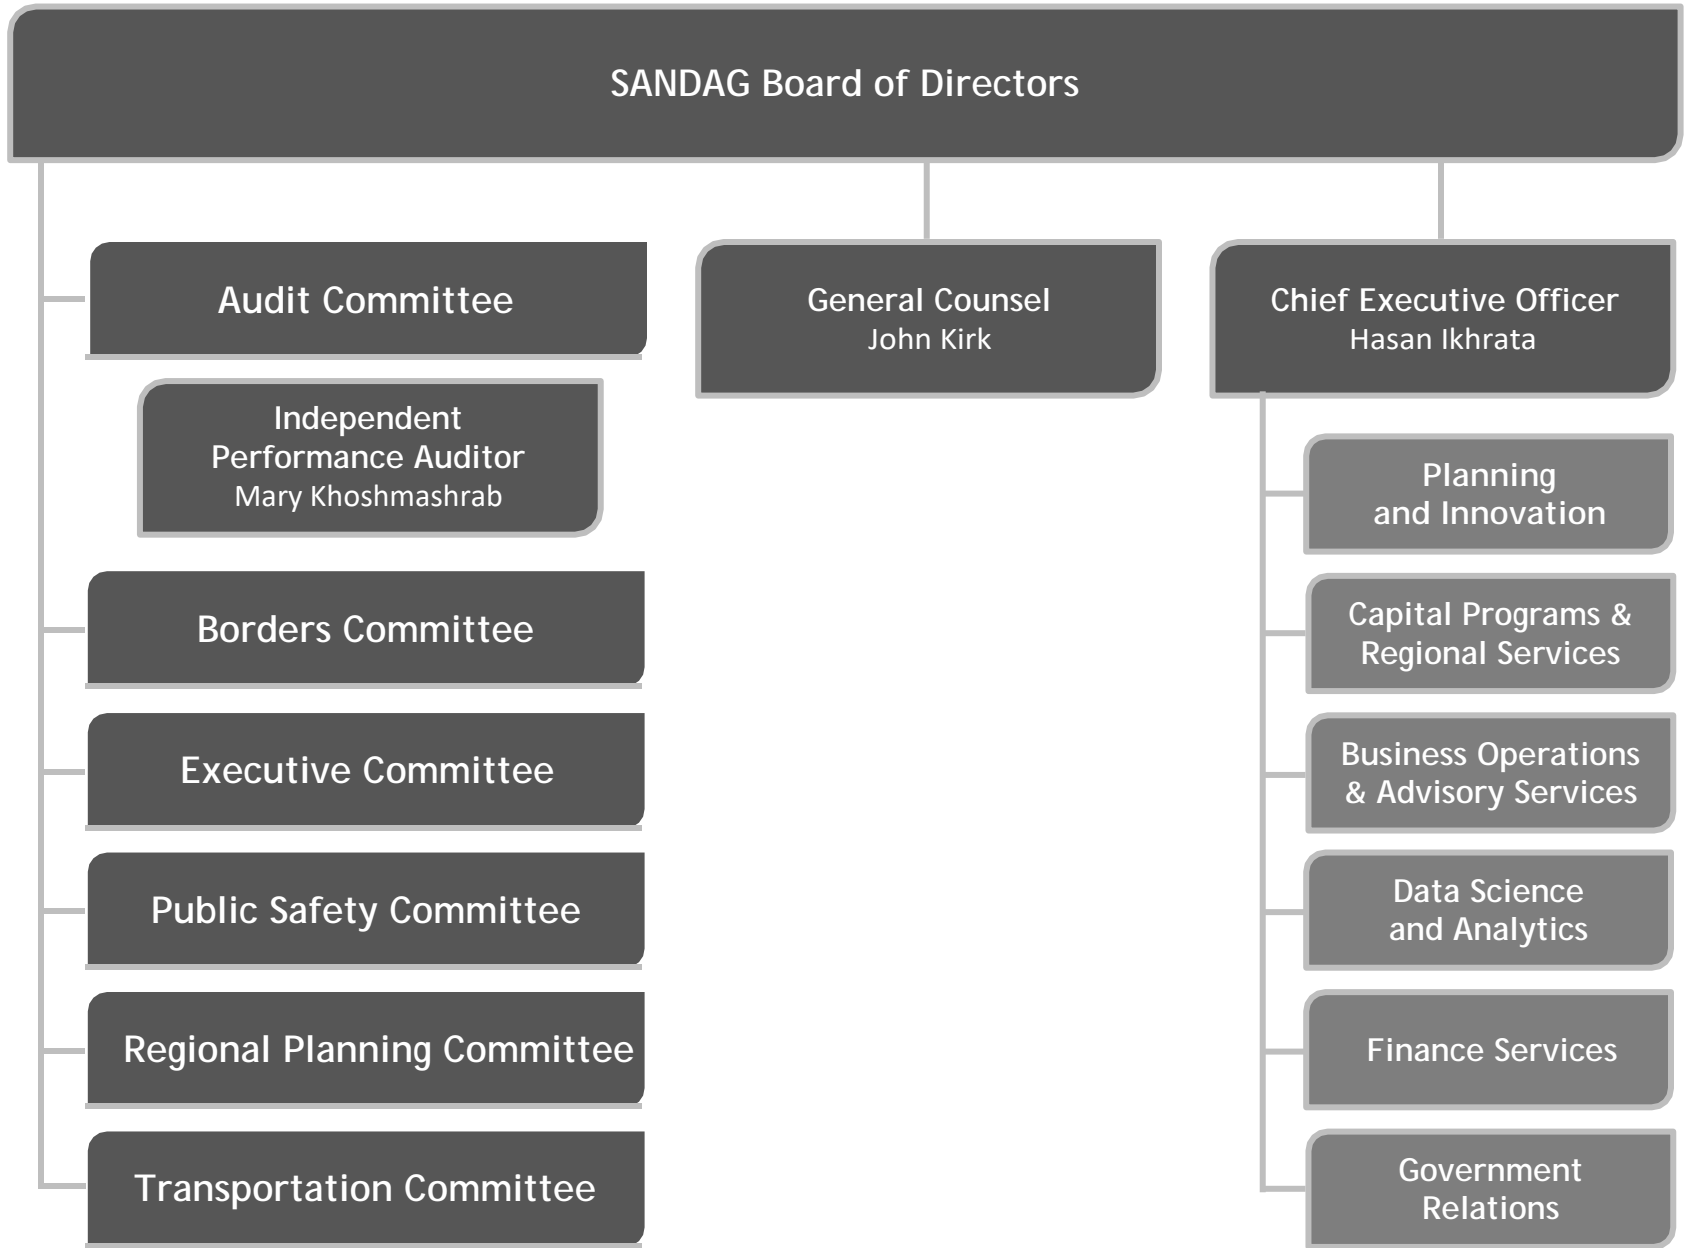 SANDAG Board of Directors
Audit Committee
Independent
Performance Auditor
Mary Khoshmashrab
Borders Committee
Executive Committee
Public Safety Committee
Regional Planning Committee
Transportation Committee
General Counsel
John Kirk
Chief Executive Officer
Hasan Ikhrata
Planning
and Innovation
Capital Programs &
Regional Services
Business Operations
& Advisory Services
Data Science
and Analytics
Finance Services
Government
Relations